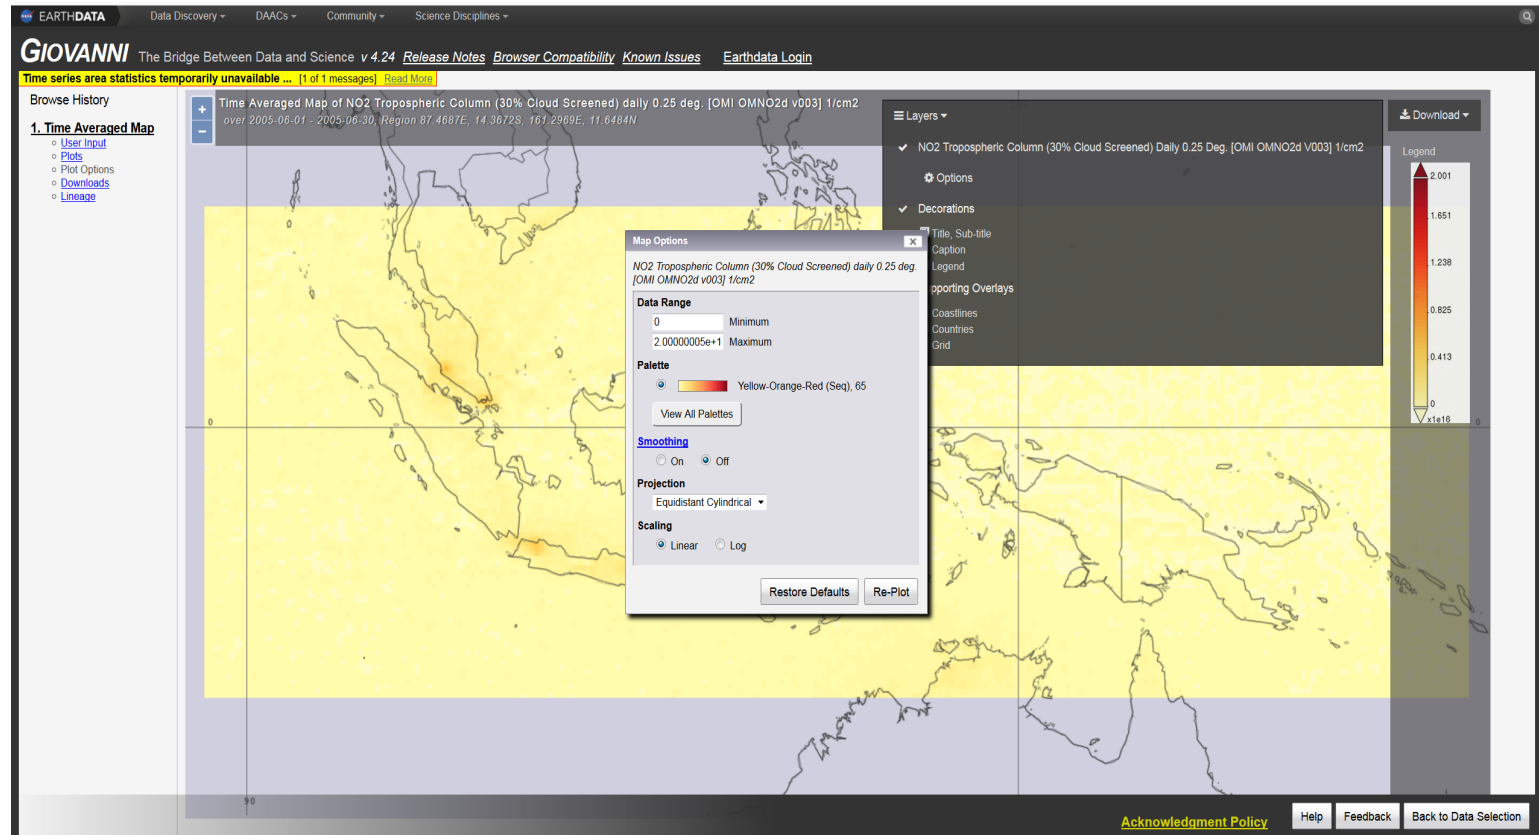 EARTHDATA Data Discovery DAACs Community Science Disciplines
GIOVANNI The Bridge Between Data and Science v 4.24 Release Notes Browser Compatibility Known Issues Earthdata Login
Time series area statistics temporarily unavailable ... [1 of 1 messages] Read More
Browse History
1. Time Averaged Map
User Input
Plots
Plot Options
Downloads
Lineage
+
−
Time Averaged Map of NO2 Tropospheric Column (30% Cloud Screened) daily 0.25 deg. [OMI OMNO2d v003] 1/cm2
over 2005-06-01 - 2005-06-30, Region 87.4687E, 14.3672S, 161.2969E, 11.6484N
Layers
NO2 Tropospheric Column (30% Cloud Screened) Daily 0.25 Deg. [OMI OMNO2d V003] 1/cm2
Options
Decorations
Title, Sub-title
Caption
Legend
pporting Overlays
Coastlines
Countries
Grid
Download
Legend
2.001
1.651
1.238
0.825
0.413
0
x1e16
Map Options
NO2 Tropospheric Column (30% Cloud Screened) daily 0.25 deg.
[OMI OMNO2d v003] 1/cm2
Data Range
0 Minimum
2.00000005e+1 Maximum
Palette
Yellow-Orange-Red (Seq), 65
View All Palettes
Smoothing
On Off
Projection
Equidistant Cylindrical
Scaling
Linear Log
Restore Defaults Re-Plot
0
0
90
Acknowledgment Policy Help Feedback Back to Data Selection